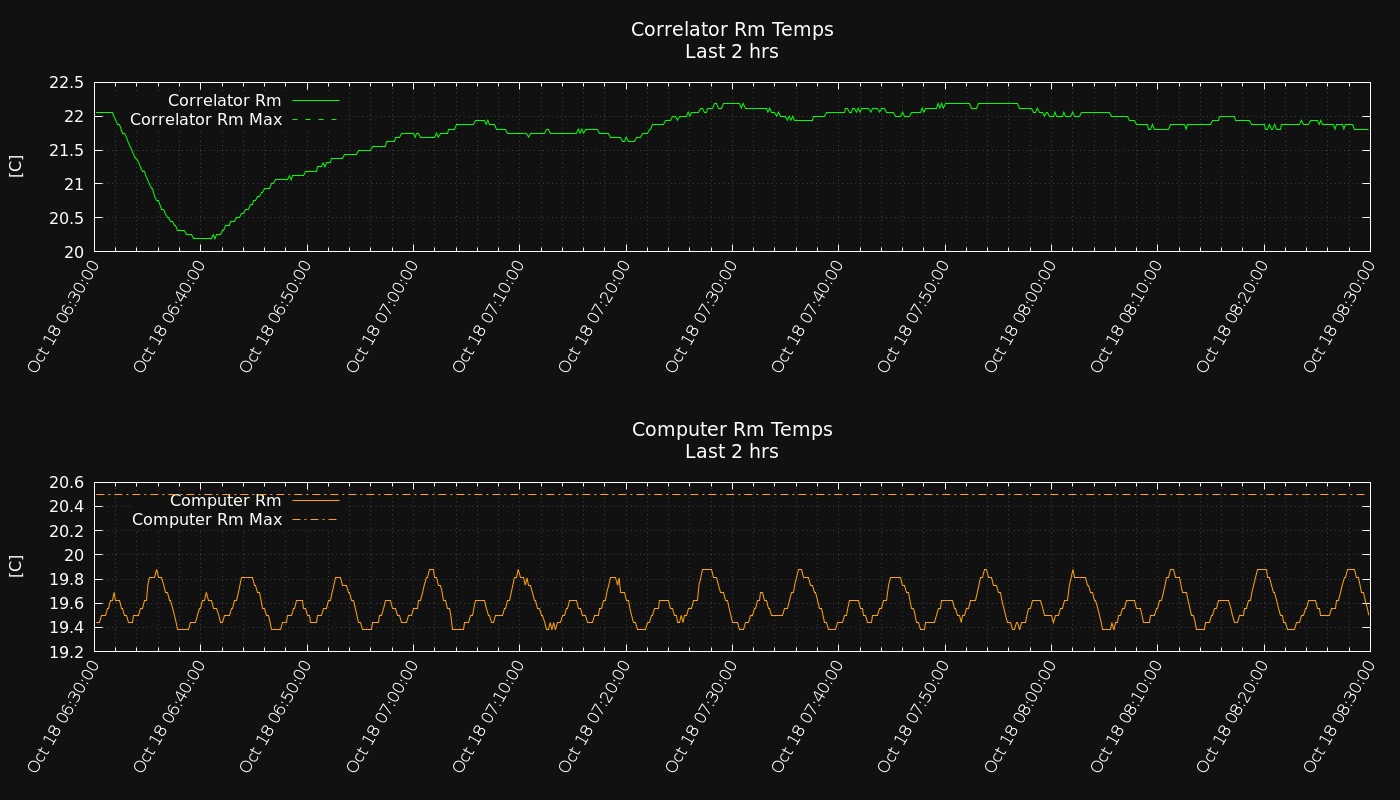 Correlator Rm Temps
Last 2 hrs
22.5
22
21.5
21
20.5
20
[C]
Correlator Rm
Correlator Rm Max
Oct 18 06:30:00
Oct 18 06:40:00
Oct 18 06:50:00
Oct 18 07:00:00
Oct 18 07:10:00
Oct 18 07:20:00
Oct 18 07:30:00
Oct 18 07:40:00
Oct 18 07:50:00
Oct 18 08:00:00
Oct 18 08:10:00
Oct 18 08:20:00
Oct 18 08:30:00
Computer Rm Temps
Last 2 hrs
20.6
20.4
20.2
20
19.8
19.6
19.4
19.2
[C]
Computer Rm
Computer Rm Max
Oct 18 06:30:00
Oct 18 06:40:00
Oct 18 06:50:00
Oct 18 07:00:00
Oct 18 07:10:00
Oct 18 07:20:00
Oct 18 07:30:00
Oct 18 07:40:00
Oct 18 07:50:00
Oct 18 08:00:00
Oct 18 08:10:00
Oct 18 08:20:00
Oct 18 08:30:00